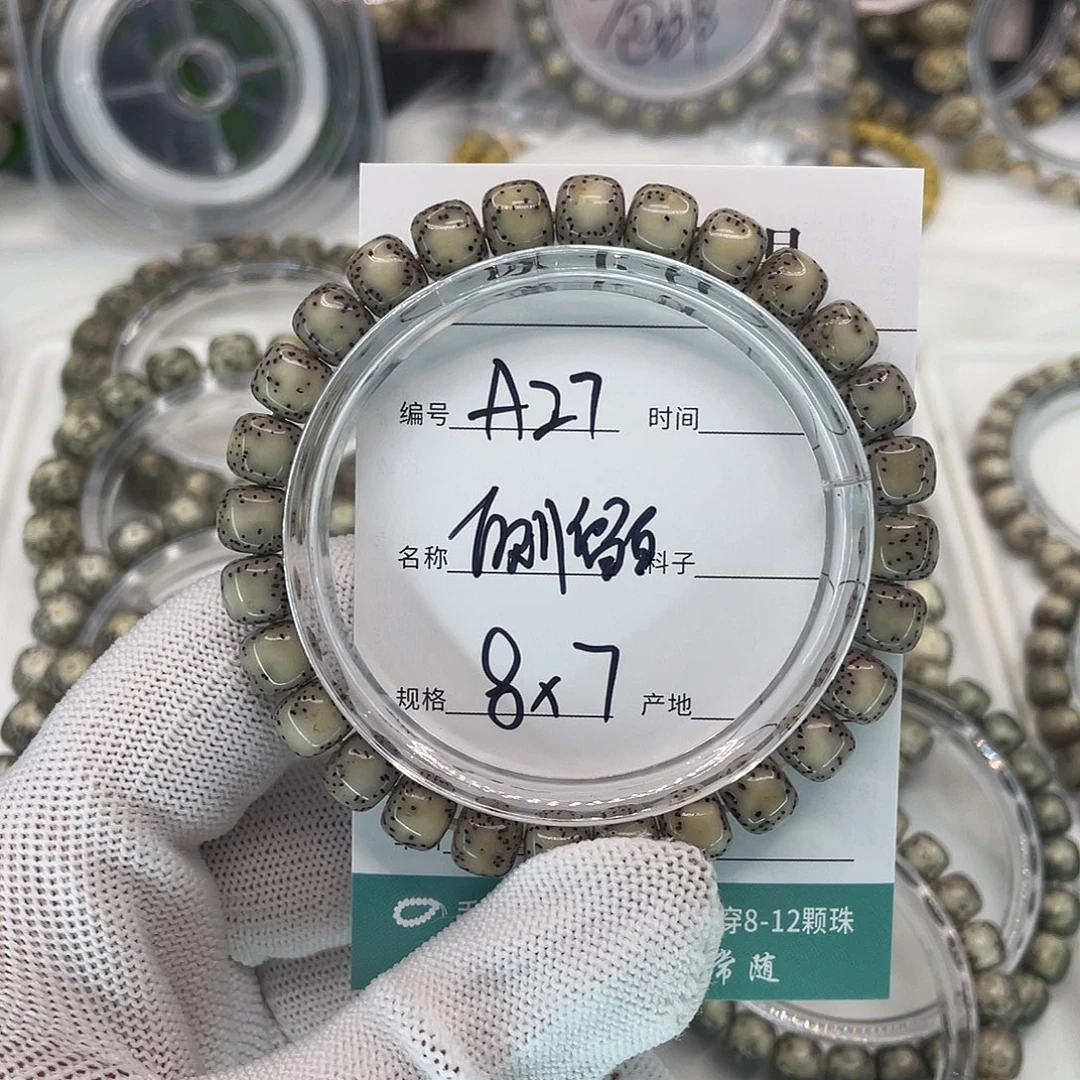 月
编号 A27 时间
名称 料子
规格 8x7 产地
穿8-12颗珠
常随